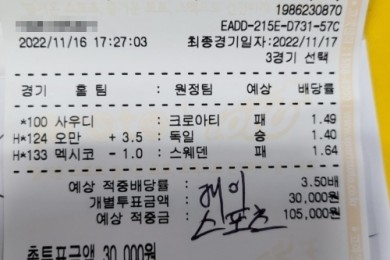 1986230870
EADD-215E-D731-57C
2022/11/16 17:27:03 최종경기일자:2022/11/17
3경기 선택
경기 홈 팀 : 원정팀 예상 배당률
*100 사우디 : 크로아티 패 1.49
H*124 오만 + 3.5 : 독일 승 1.40
H*133 멕시코 - 1.0 : 스웨덴 패 1.64
예상 적중배당률 3.50배
개별투표금액 30,000원
예상 적중금 105,000원
스포츠
총투표금액 30,000원